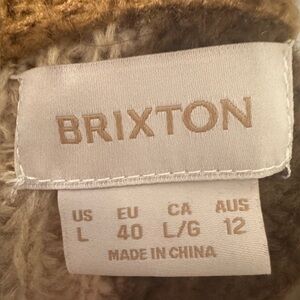 BRIXTON
US EU CA AUS
L 40 L/G 12
MADE IN CHINA